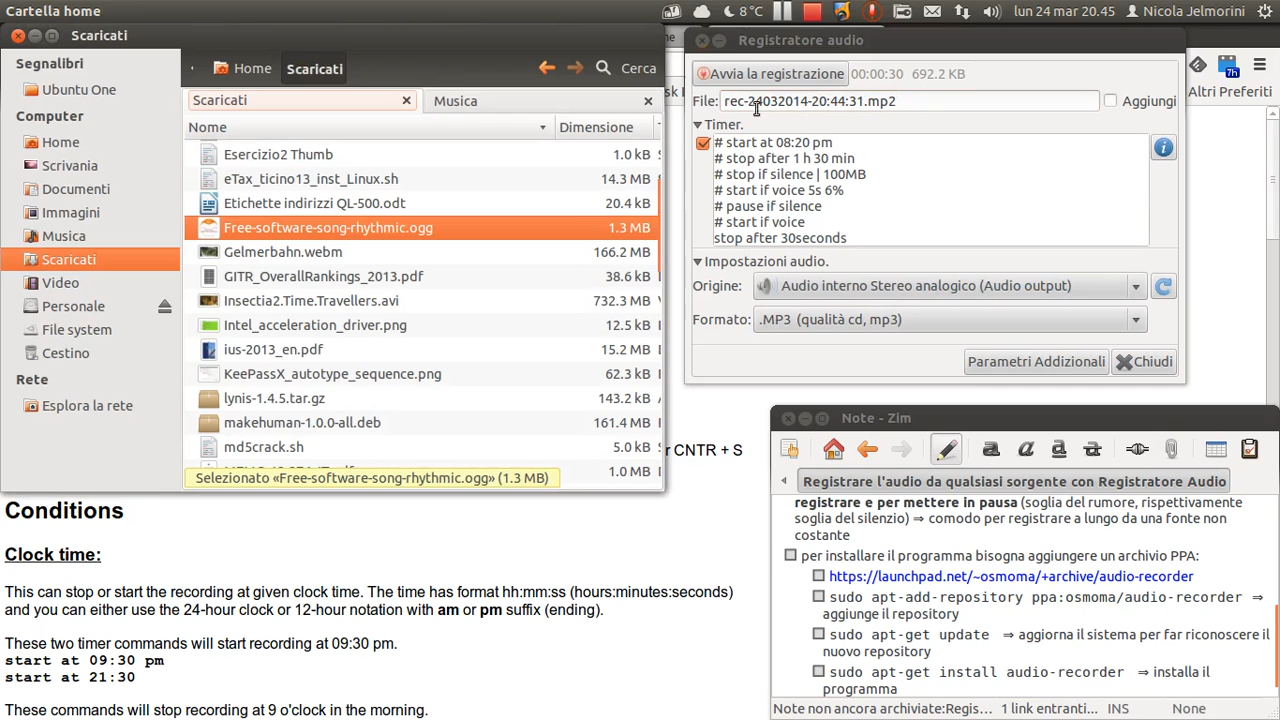 Cartella home
8°C
7h
lun 24 mar 20.45
Nicola Jelmorini
Scaricati
Segnalibri
Ubuntu One
Computer
Home
Scrivania
Documenti
Immagini
Musica
Scaricati
Video
Personale
File system
Cestino
Rete
Esplora la rete
Home
Scaricati
Cerca
Scaricati
Musica
Nome
Dimensione
Esercizio2 Thumb
1.0 kB
eTax_ticino13_inst_Linux.sh
14.3 MB
Etichette indirizzi QL-500.odt
20.4 kB
Free-software-song-rhythmic.ogg
1.3 MB
Gelmerbahn.webm
166.2 MB
GITR_OverallRankings_2013.pdf
38.6 kB
Insectia2.Time.Travellers.avi
732.3 MB
Intel_acceleration_driver.png
12.5 kB
ius-2013_en.pdf
15.2 MB
KeePassX_autotype_sequence.png
62.3 kB
lynis-1.4.5.tar.gz
143.2 kB
makehuman-1.0.0-all.deb
161.4 MB
md5crack.sh
5.0 kB
1.0 MB
Selezionato «Free-software-song-rhythmic.ogg» (1.3 MB)
Registratore audio
Avvia la registrazione
00:00:30 692.2 KB
File:
rec-24032014-20:44:31.mp2
Aggiungi
Timer.
# start at 08:20 pm
# stop after 1 h 30 min
# stop if silence | 100MB
# start if voice 5s 6%
# pause if silence
# start if voice
stop after 30seconds
Impostazioni audio.
Origine:
Audio interno Stereo analogico (Audio output)
Formato:
.MP3 (qualità cd, mp3)
Parametri Addizionali
Chiudi
Altri Preferiti
r CNTR + S
Note - Zim
Registrare l'audo da qualsiasi sorgente con Registratore Audio
registrare e per mettere in pausa (soglia del rumore, rispettivamente
soglia del silenzio) ⇒ comodo per registrare a lungo da una fonte non
costante
per installare il programma bisogna aggiungere un archivio PPA:
https://launchpad.net/~osmoma/+archive/audio-recorder
sudo apt-add-repository ppa:osmoma/audio-recorder ⇒
aggiunge il repository
sudo apt-get update ⇒ aggiorna il sistema per far riconoscere il
nuovo repository
sudo apt-get install audio-recorder ⇒ installa il
programma
Note non ancora archiviate:Regis...
1 link entranti...
INS
None
Conditions
Clock time:
This can stop or start the recording at given clock time. The time has format hh:mm:ss (hours:minutes:seconds)
and you can either use the 24-hour clock or 12-hour notation with am or pm suffix (ending).
These two timer commands will start recording at 09:30 pm.
start at 09:30 pm
start at 21:30
These commands will stop recording at 9 o'clock in the morning.